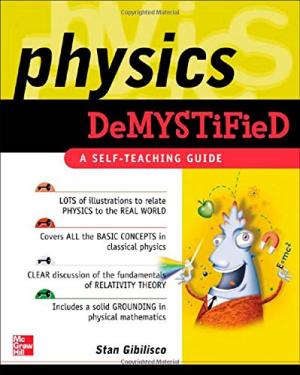 physics
DeMYSTiFieD
A SELF-TEACHING GUIDE
LOTS of illustrations to relate
PHYSICS to the REAL WORLD
Covers ALL the BASIC CONCEPTS in
classical physics
CLEAR discussion of the fundamentals
of RELATIVITY THEORY
Includes a solid GROUNDING in
physical mathematics
E=mc²
Mc
Graw
Hill
Stan Gibilisco